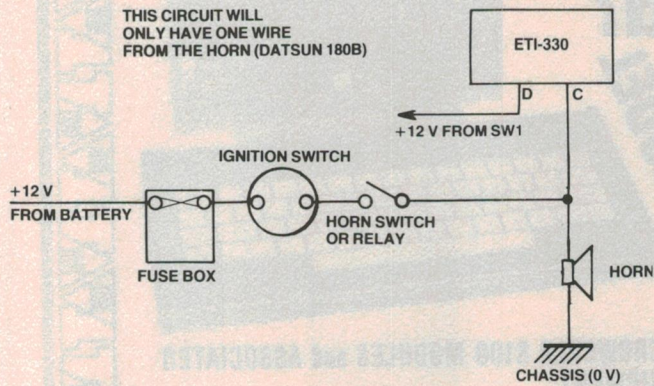 THIS CIRCUIT WILL
ONLY HAVE ONE WIRE
FROM THE HORN (DATSUN 180B)
ETI-330
D
C
+12 V FROM SW1
IGNITION SWITCH
+12 V
FROM BATTERY
HORN SWITCH
OR RELAY
FUSE BOX
HORN
CHASSIS (0 V)